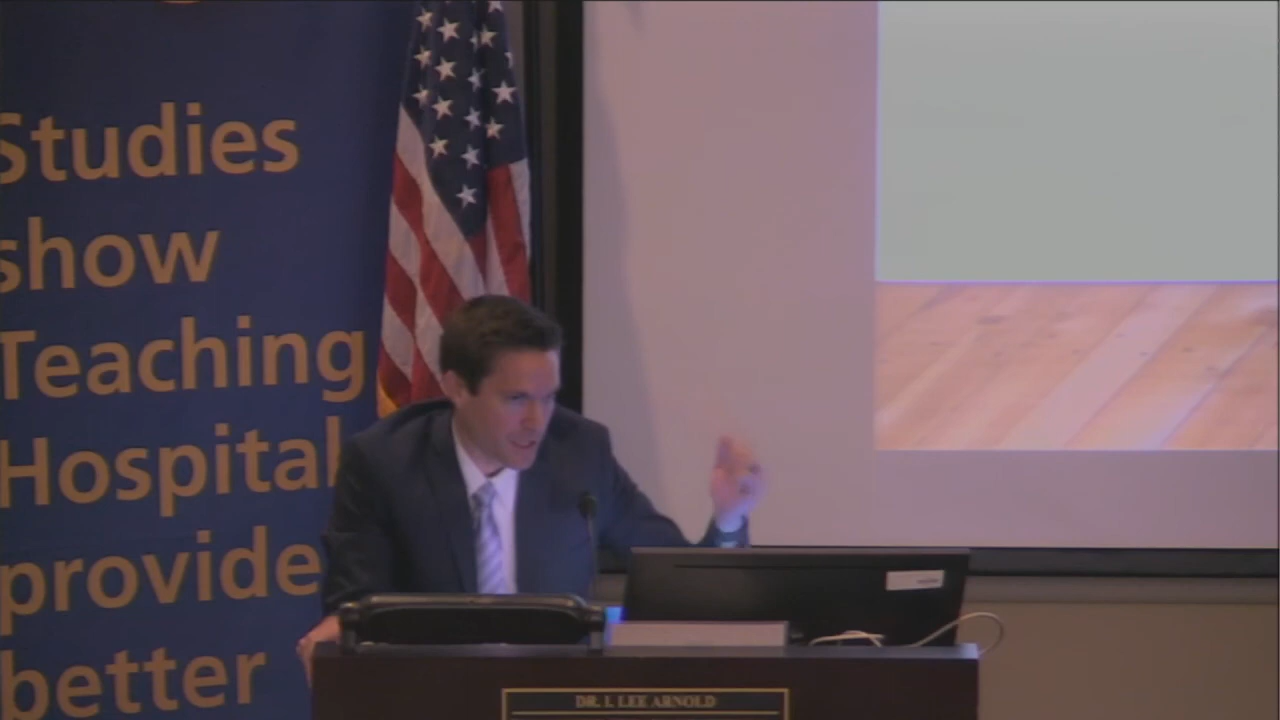 Studies
show
Teaching
Hospital
provide
better
DR. I. LEE ARNOLD